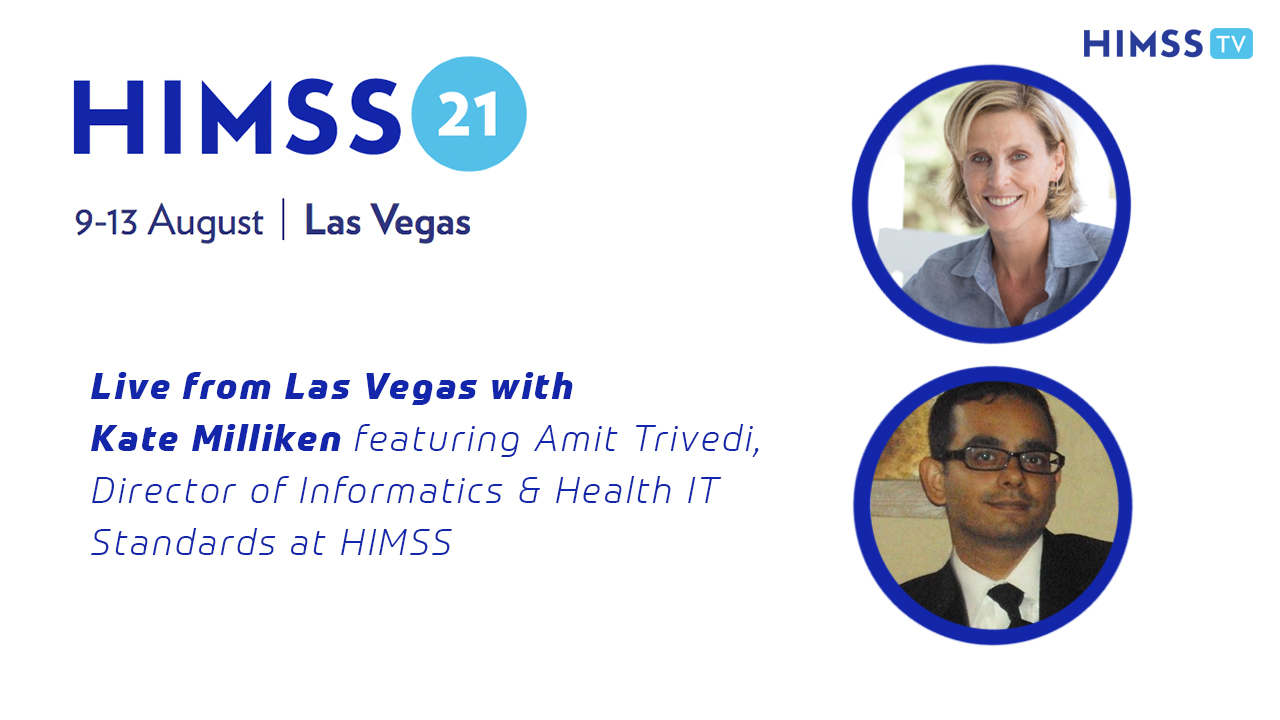 HIMSS TV
HIMSS 21
9-13 August | Las Vegas
Live from Las Vegas with
Kate Milliken featuring Amit Trivedi,
Director of Informatics & Health IT
Standards at HIMSS